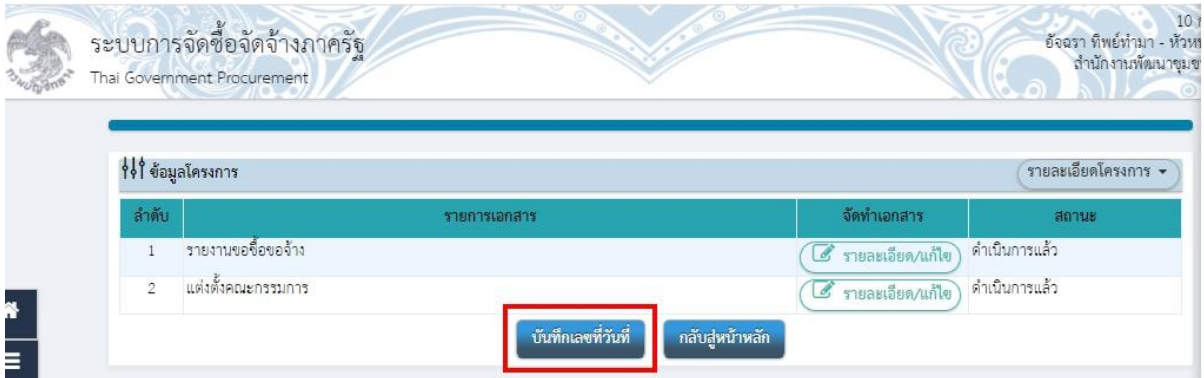 ระบบการจัดซื้อจัดจ้างภาครัฐ
Thai Government Procurement
10
อัจฉรา ทิพย์ทำมา -
สำนักงานพัฒนาชุมช
กรมบัญชีกลาง
ข้อมูลโครงการ
รายละเอียดโครงการ
ลำดับ รายการเอกสาร จัดทำเอกสาร สถานะ
1 รายงานขอซื้อขอจ้าง รายละเอียด/แก้ไข ดำเนินการแล้ว
2 แต่งตั้งคณะกรรมการ รายละเอียด/แก้ไข ดำเนินการแล้ว
บันทึกเลขที่วันที่ กลับสู่หน้าหลัก